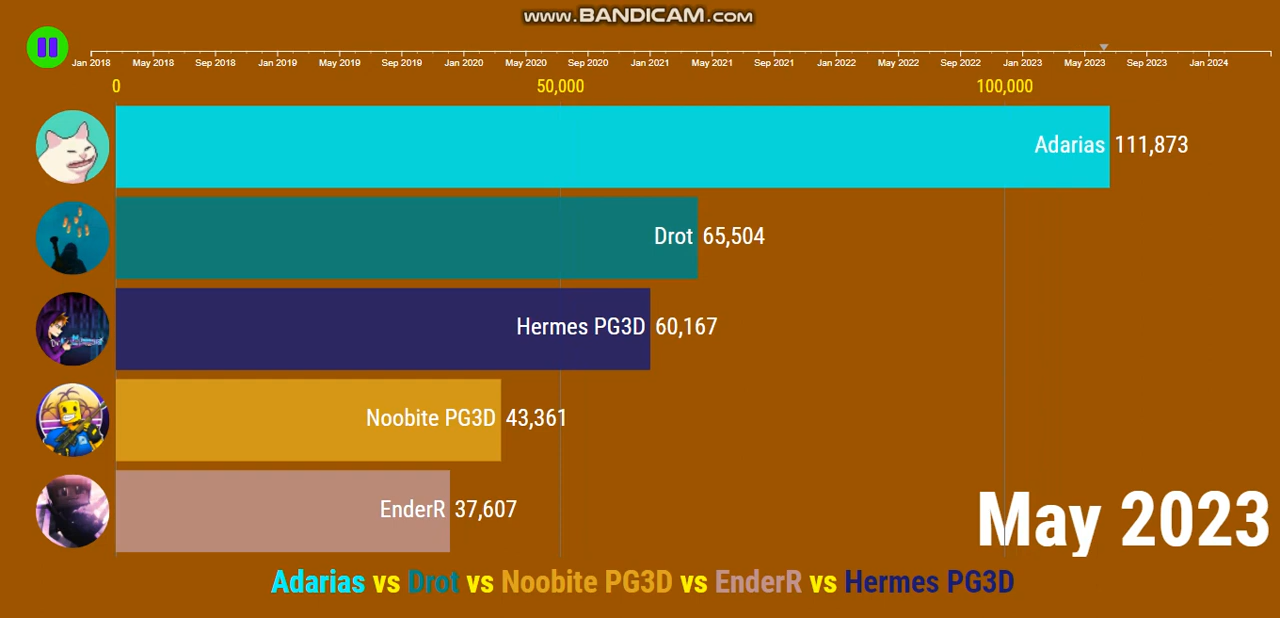 www.BANDICAM.com
Jan 2018 May 2018 Sep 2018 Jan 2019 May 2019 Sep 2019 Jan 2020 May 2020 Sep 2020 Jan 2021 May 2021 Sep 2021 Jan 2022 May 2022 Sep 2022 Jan 2023 May 2023 Sep 2023 Jan 2024
0 50,000 100,000
Adarias 111,873
Drot 65,504
Hermes PG3D 60,167
Noobite PG3D 43,361
EnderR 37,607
May 2023
Adarias vs Drot vs Noobite PG3D vs EnderR vs Hermes PG3D